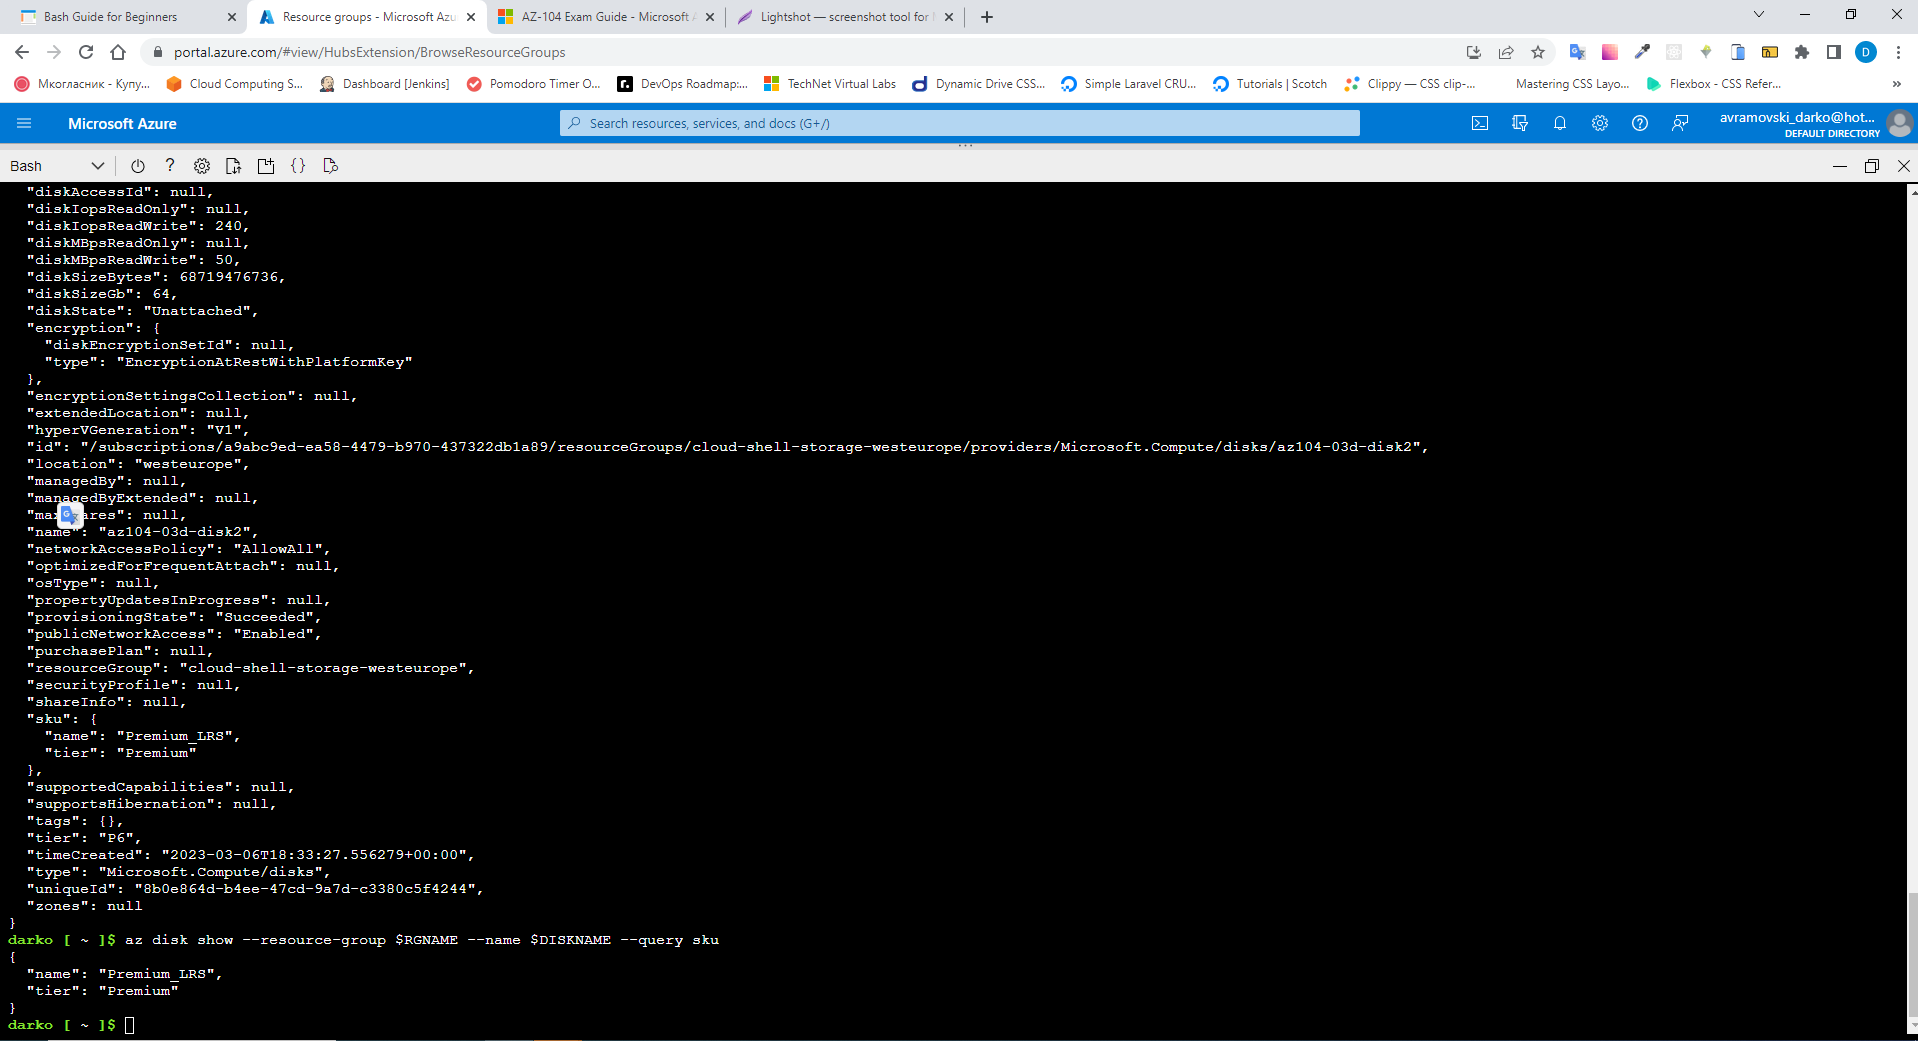 Bash Guide for Beginners
Resource groups - Microsoft Azu
AZ-104 Exam Guide - Microsoft A
Lightshot — screenshot tool for
portal.azure.com/#view/HubsExtension/BrowseResourceGroups
D
Мкогласник - Купу...
Cloud Computing S...
Dashboard [Jenkins]
Pomodoro Timer O...
DevOps Roadmap:...
TechNet Virtual Labs
Dynamic Drive CSS...
Simple Laravel CRU...
Tutorials | Scotch
Clippy — CSS clip-...
Mastering CSS Layo...
Flexbox - CSS Refer...
»
Microsoft Azure
Search resources, services, and docs (G+/)
avramovski_darko@hot...
DEFAULT DIRECTORY
Bash
"diskAccessId": null,
"diskIopsReadOnly": null,
"diskIopsReadWrite": 240,
"diskMBpsReadOnly": null,
"diskMBpsReadWrite": 50,
"diskSizeBytes": 68719476736,
"diskSizeGb": 64,
"diskState": "Unattached",
"encryption": {
"diskEncryptionSetId": null,
"type": "EncryptionAtRestWithPlatformKey"
},
"encryptionSettingsCollection": null,
"extendedLocation": null,
"hyperVGeneration": "V1",
"id": "/subscriptions/a9abc9ed-ea58-4479-b970-437322db1a89/resourceGroups/cloud-shell-storage-westeurope/providers/Microsoft.Compute/disks/az104-03d-disk2",
"location": "westeurope",
"managedBy": null,
"managedByExtended": null,
null,
"name": "az104-03d-disk2",
"networkAccessPolicy": "AllowAll",
"optimizedForFrequentAttach": null,
"osType": null,
"propertyUpdatesInProgress": null,
"provisioningState": "Succeeded",
"publicNetworkAccess": "Enabled",
"purchasePlan": null,
"resourceGroup": "cloud-shell-storage-westeurope",
"securityProfile": null,
"shareInfo": null,
"sku": {
"name": "Premium_LRS",
"tier": "Premium"
},
"supportedCapabilities": null,
"supportsHibernation": null,
"tags": {},
"tier": "P6",
"timeCreated": "2023-03-06T18:33:27.556279+00:00",
"type": "Microsoft.Compute/disks",
"uniqueId": "8b0e864d-b4ee-47cd-9a7d-c3380c5f4244",
"zones": null
}
darko [ ~ ]$ az disk show --resource-group $RGNAME --name $DISKNAME --query sku
{
"name": "Premium_LRS",
"tier": "Premium"
}
darko [ ~ ]$